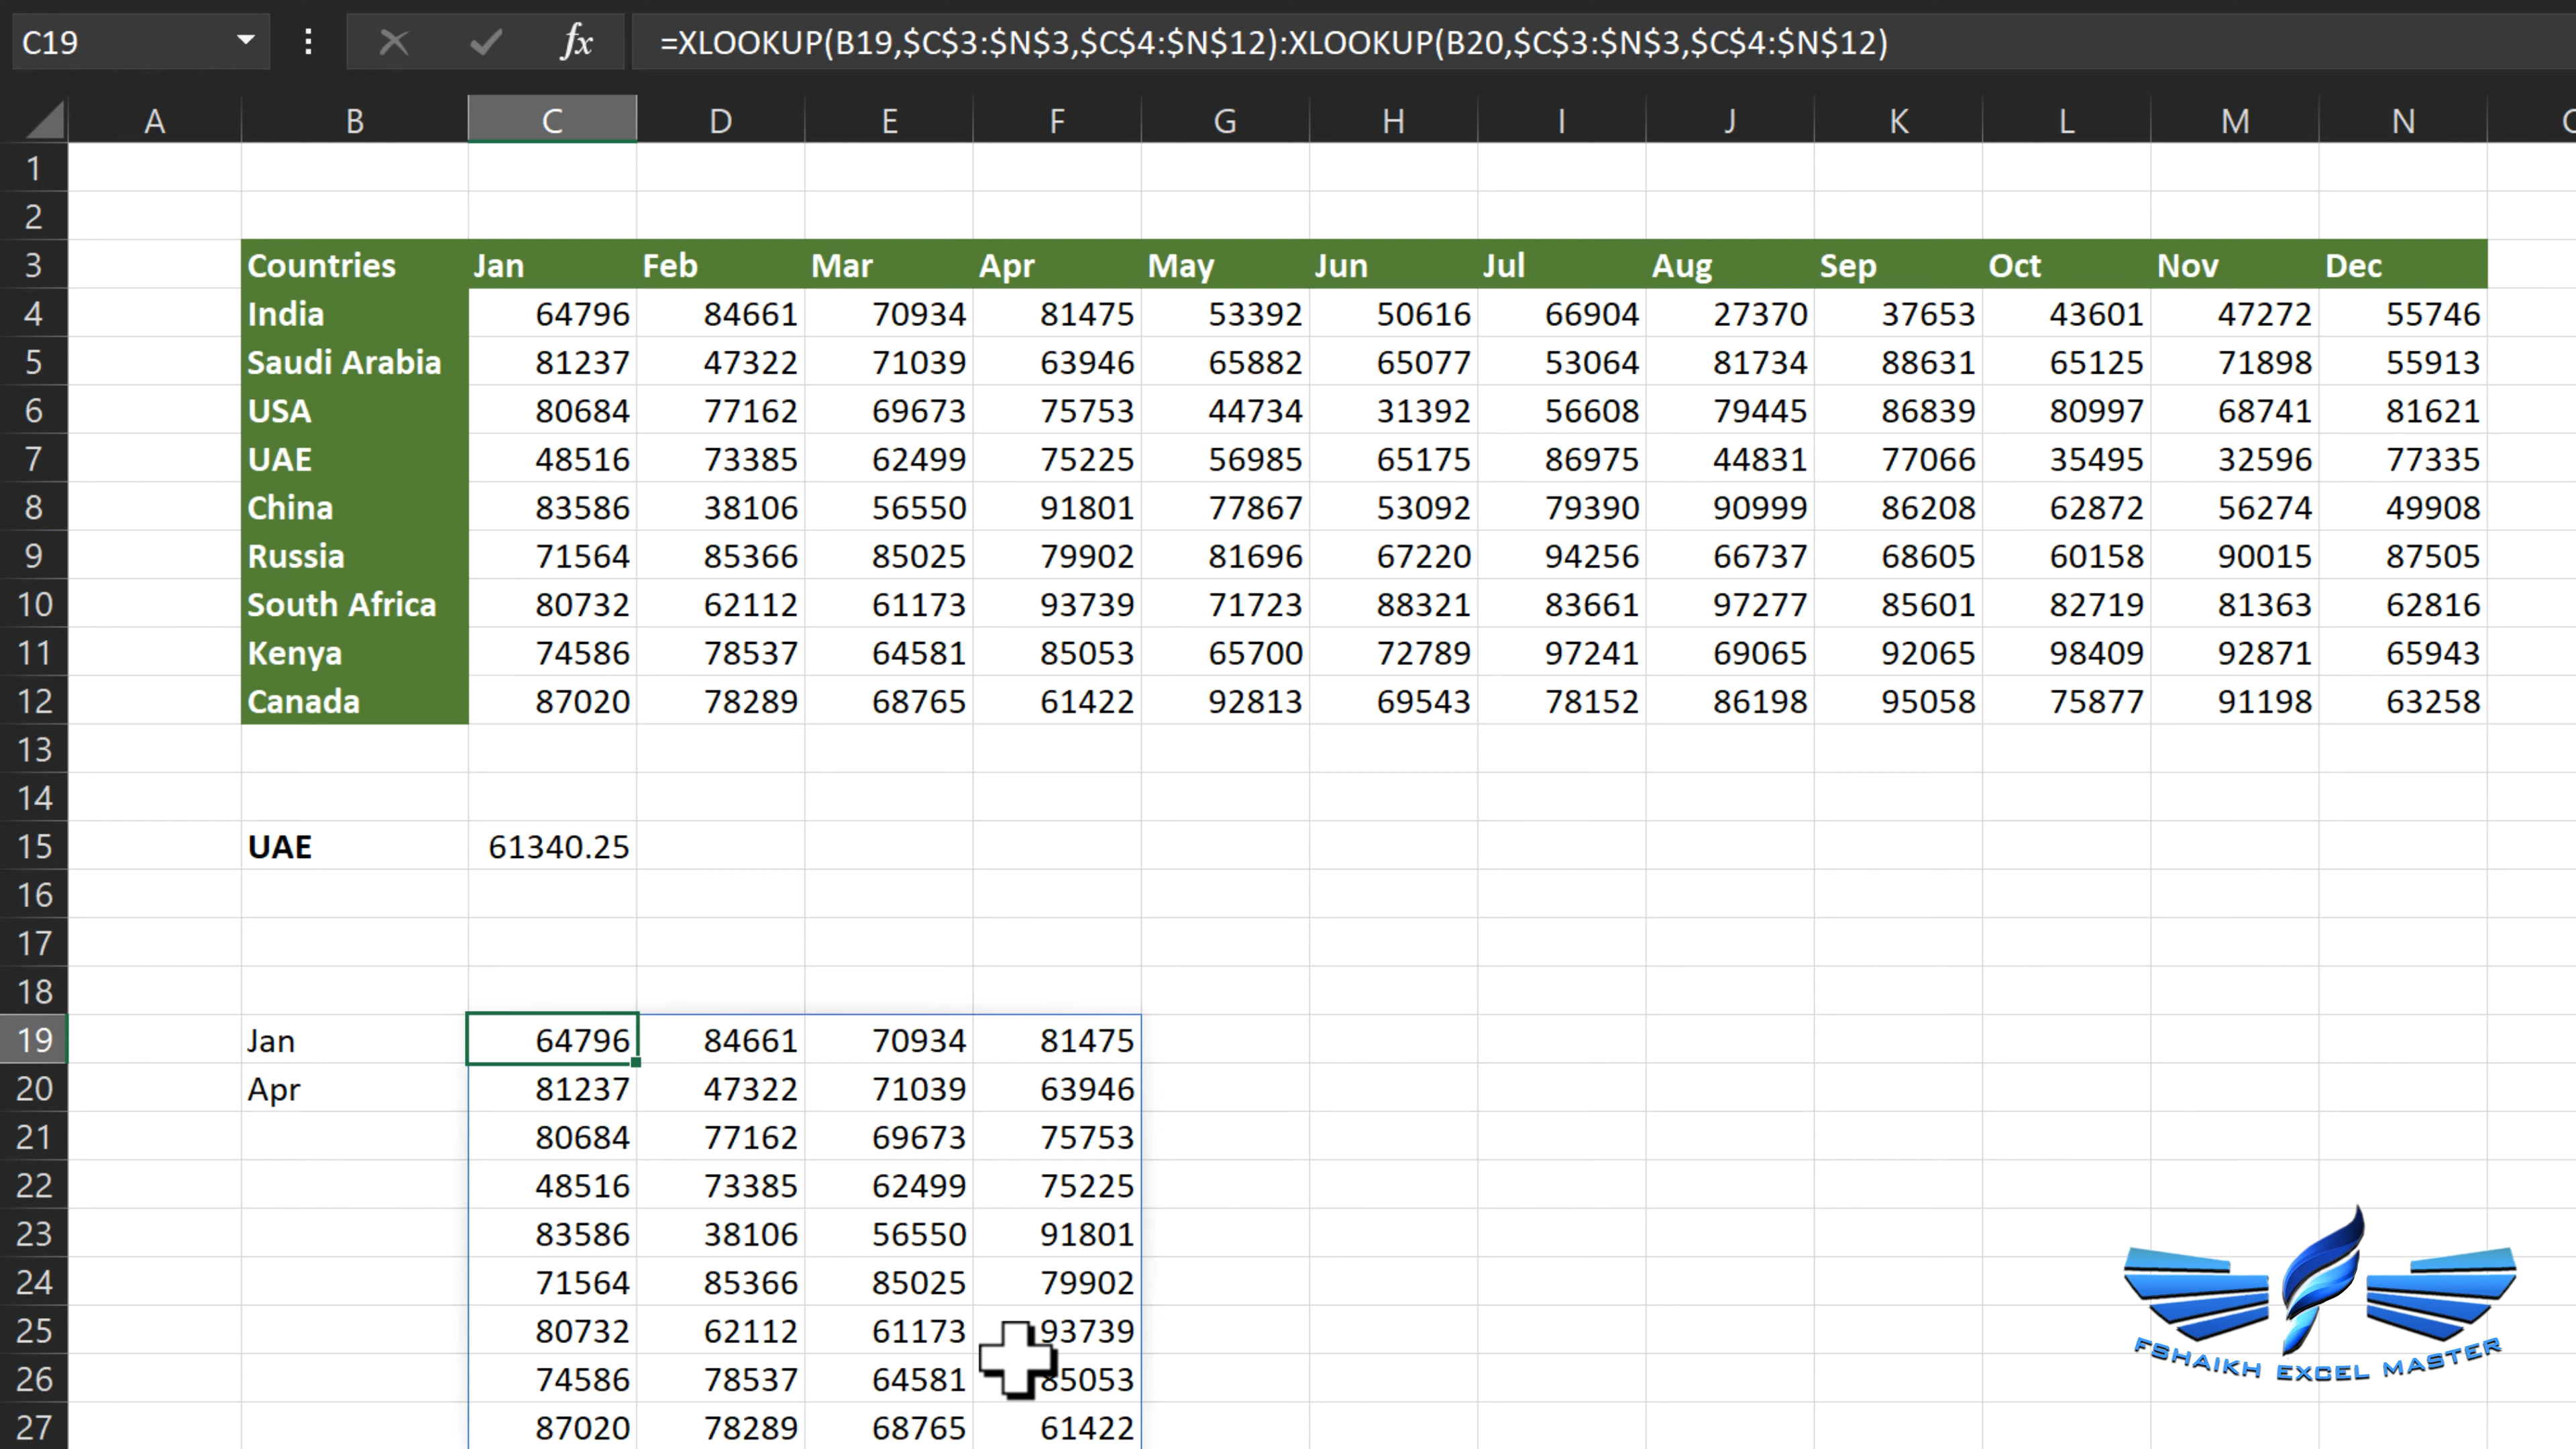 C19 fx =XLOOKUP(B19,$C$3:$N$3,$C$4:$N$12):XLOOKUP(B20,$C$3:$N$3,$C$4:$N$12)
A B C D E F G H I J K L M N
1
2
3 Countries Jan Feb Mar Apr May Jun Jul Aug Sep Oct Nov Dec
4 India 64796 84661 70934 81475 53392 50616 66904 27370 37653 43601 47272 55746
5 Saudi Arabia 81237 47322 71039 63946 65882 65077 53064 81734 88631 65125 71898 55913
6 USA 80684 77162 69673 75753 44734 31392 56608 79445 86839 80997 68741 81621
7 UAE 48516 73385 62499 75225 56985 65175 86975 44831 77066 35495 32596 77335
8 China 83586 38106 56550 91801 77867 53092 79390 90999 86208 62872 56274 49908
9 Russia 71564 85366 85025 79902 81696 67220 94256 66737 68605 60158 90015 87505
10 South Africa 80732 62112 61173 93739 71723 88321 83661 97277 85601 82719 81363 62816
11 Kenya 74586 78537 64581 85053 65700 72789 97241 69065 92065 98409 92871 65943
12 Canada 87020 78289 68765 61422 92813 69543 78152 86198 95058 75877 91198 63258
13
14
15 UAE 61340.25
16
17
18
19 Jan 64796 84661 70934 81475
20 Apr 81237 47322 71039 63946
21 80684 77162 69673 75753
22 48516 73385 62499 75225
23 83586 38106 56550 91801
24 71564 85366 85025 79902
25 80732 62112 61173 93739
26 74586 78537 64581 85053
27 87020 78289 68765 61422
FSHAIKH EXCEL MASTER